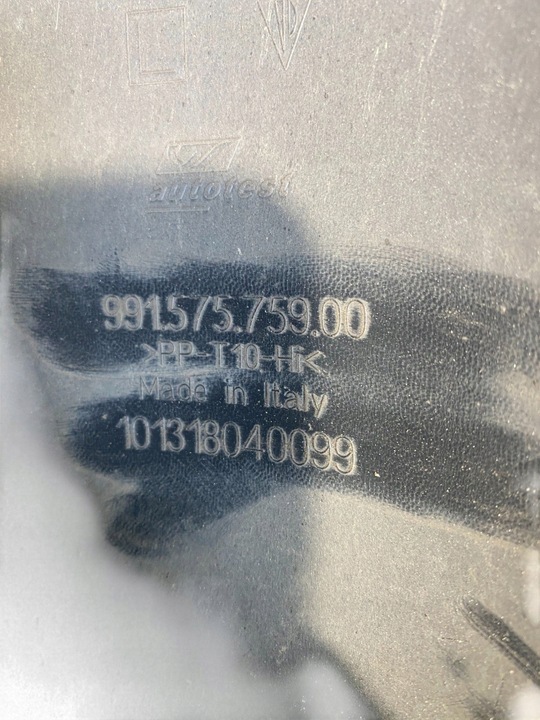 autotest
991.575.759.00
>PP-T10-Hi<
Made in Italy
101318040099